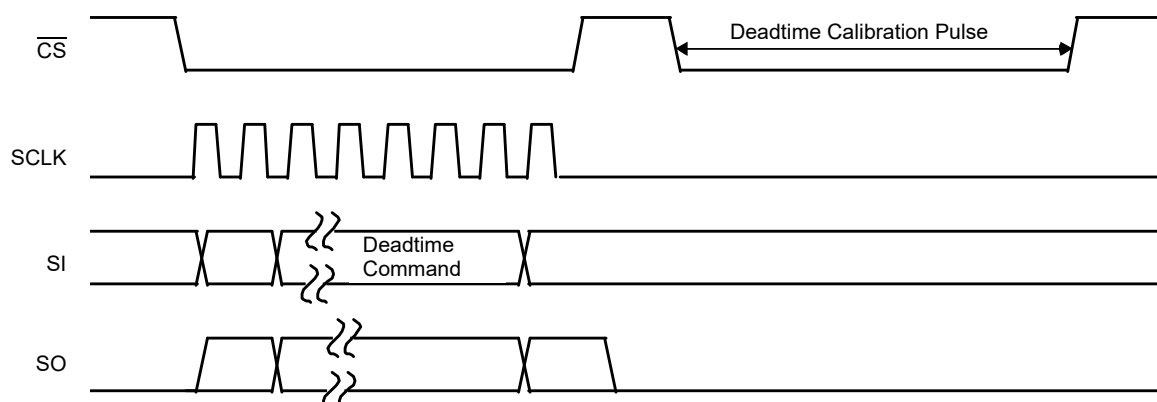 CS
Deadtime Calibration Pulse
SCLK
SI
Deadtime
Command
SO